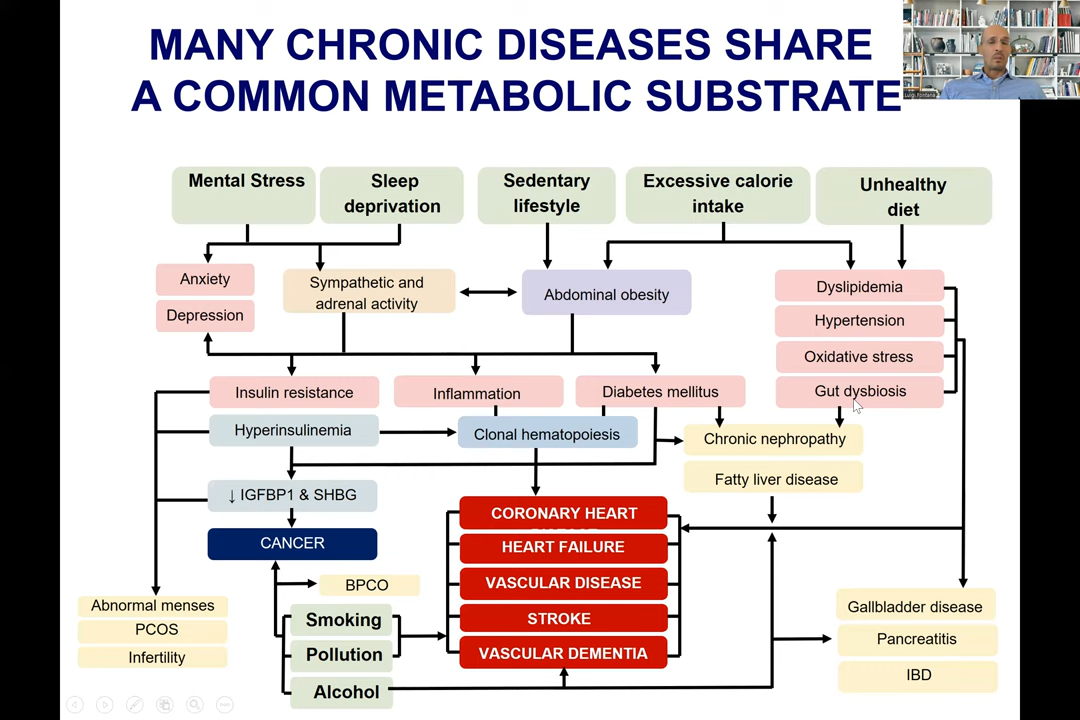 MANY CHRONIC DISEASES SHARE
A COMMON METABOLIC SUBSTRATE
Luigi Fontana
Mental Stress
Sleep
deprivation
Sedentary
lifestyle
Excessive calorie
intake
Unhealthy
diet
Anxiety
Depression
Sympathetic and
adrenal activity
Abdominal obesity
Dyslipidemia
Hypertension
Oxidative stress
Gut dysbiosis
Insulin resistance
Inflammation
Diabetes mellitus
Hyperinsulinemia
Clonal hematopoiesis
Chronic nephropathy
Fatty liver disease
↓ IGFBP1 & SHBG
CANCER
CORONARY HEART
HEART FAILURE
VASCULAR DISEASE
STROKE
VASCULAR DEMENTIA
BPCO
Smoking
Pollution
Alcohol
Abnormal menses
PCOS
Infertility
Gallbladder disease
Pancreatitis
IBD